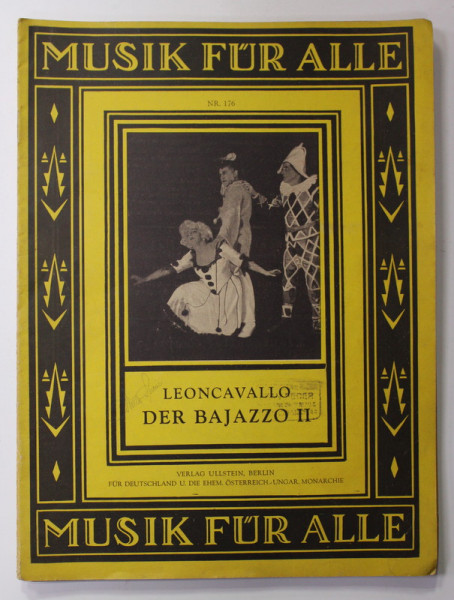 MUSIK FÜR ALLE
NR. 176
LEONCAVALLO
DER BAJAZZO II
VERLAG ULLSTEIN, BERLIN
FÜR DEUTSCHLAND U. DIE EHEM. ÖSTERREICH.-UNGAR. MONARCHIE
MUSIK FÜR ALLE